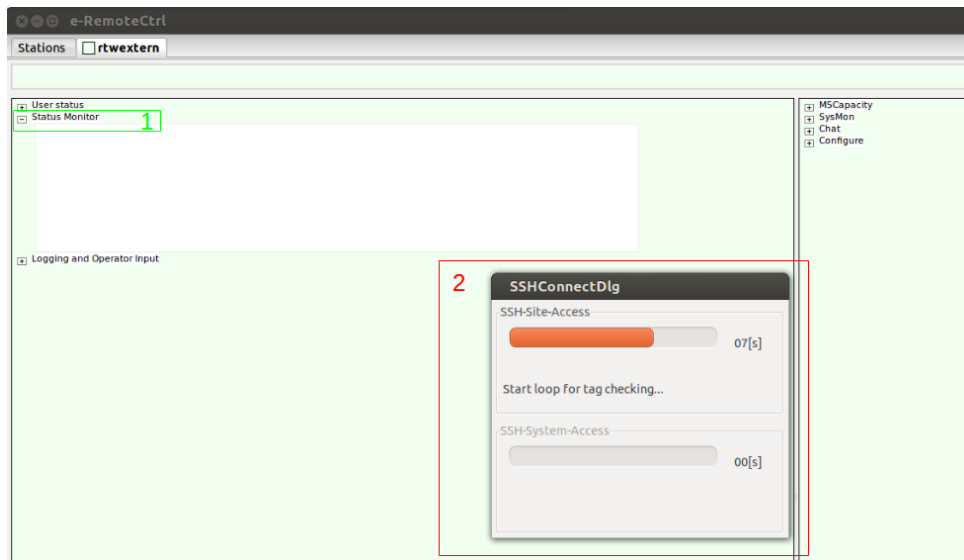 e-RemoteCtrl
Stations rtwextern
User status
Status Monitor 1
Logging and Operator Input
M5Capacity
SysMon
Chat
Configure
2
SSHConnectDlg
SSH-Site-Access
07[s]
Start loop for tag checking...
SSH-System-Access
00[s]